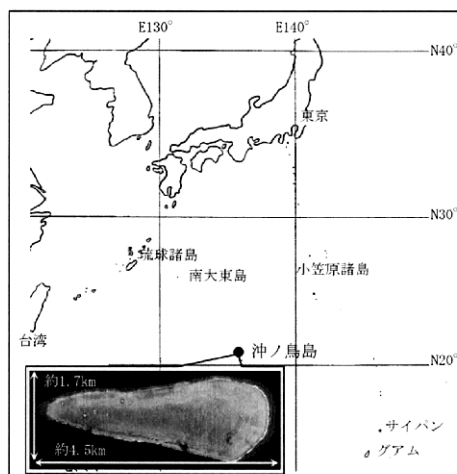 E130° E140°
N40°
東京
N30°
琉球諸島
南大東島
小笠原諸島
台湾
沖ノ鳥島
N20°
約1.7km
約4.5km
サイパン
グアム